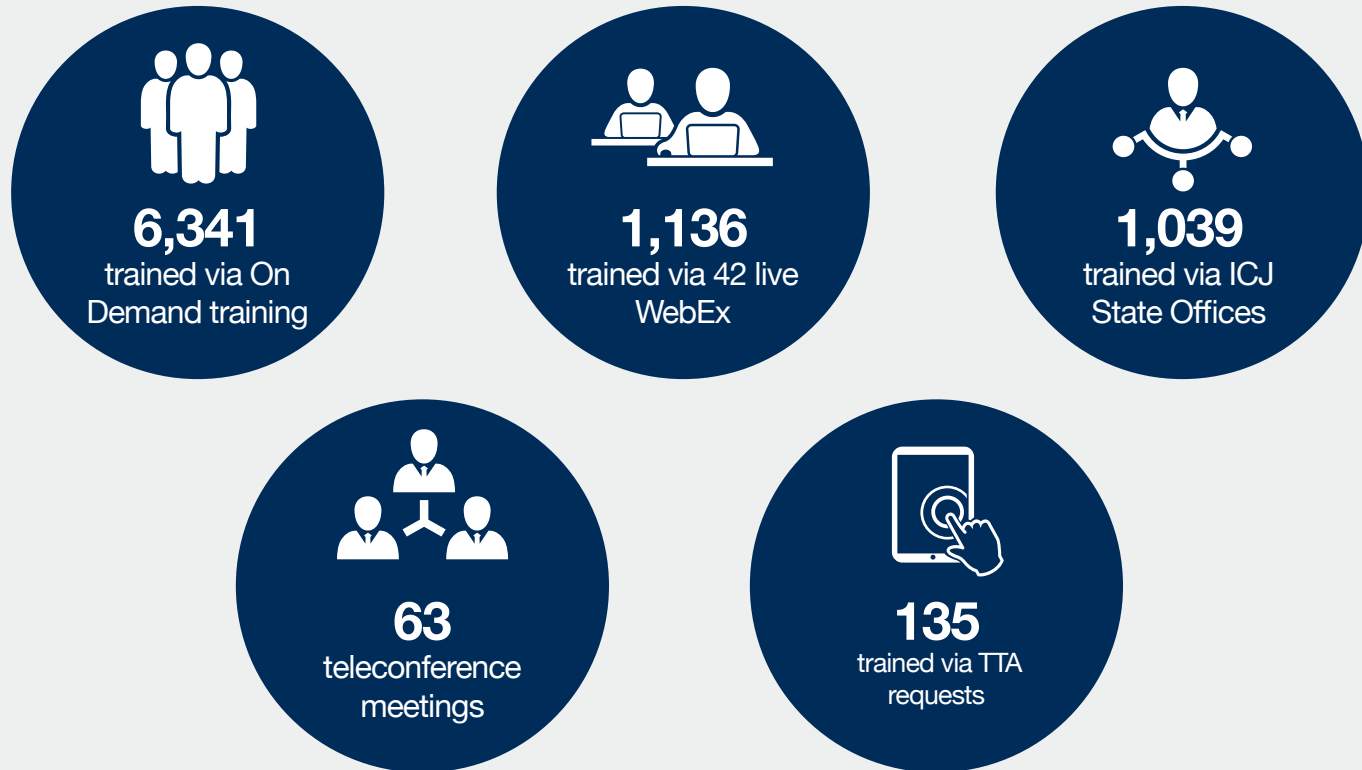 6,341
trained via On
Demand training
1,136
trained via 42 live
WebEx
1,039
trained via ICJ
State Offices
63
teleconference
meetings
135
trained via TTA
requests